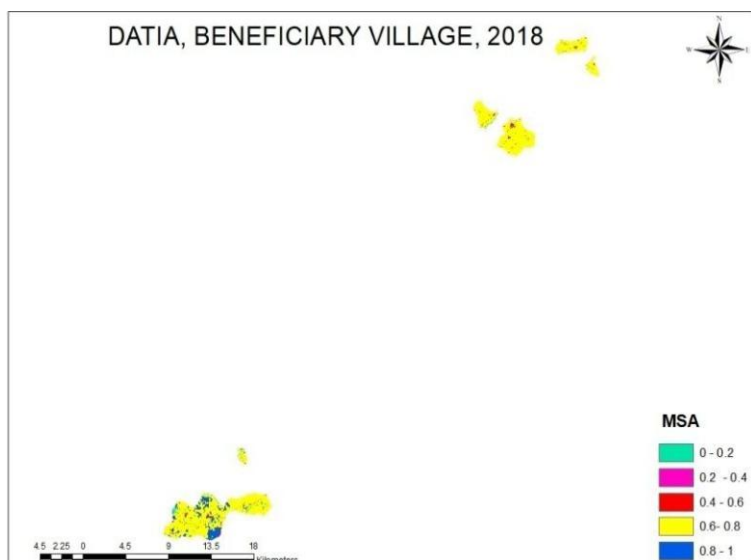 DATIA, BENEFICIARY VILLAGE, 2018
N
W
E
S
MSA
0 - 0.2
0.2 - 0.4
0.4 - 0.6
0.6- 0.8
0.8 - 1
4.5 2.25 0 4.5 9 13.5 18
Kilometers